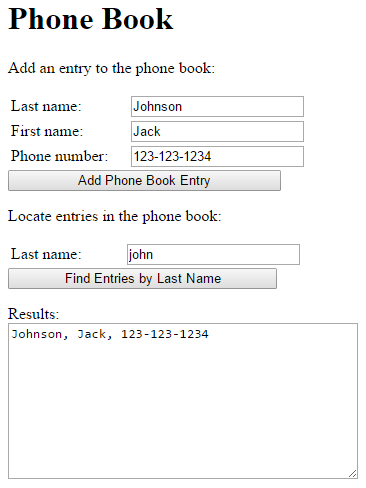 Phone Book
Add an entry to the phone book:
Last name: Johnson
First name: Jack
Phone number: 123-123-1234
Add Phone Book Entry
Locate entries in the phone book:
Last name: john
Find Entries by Last Name
Results:
Johnson, Jack, 123-123-1234